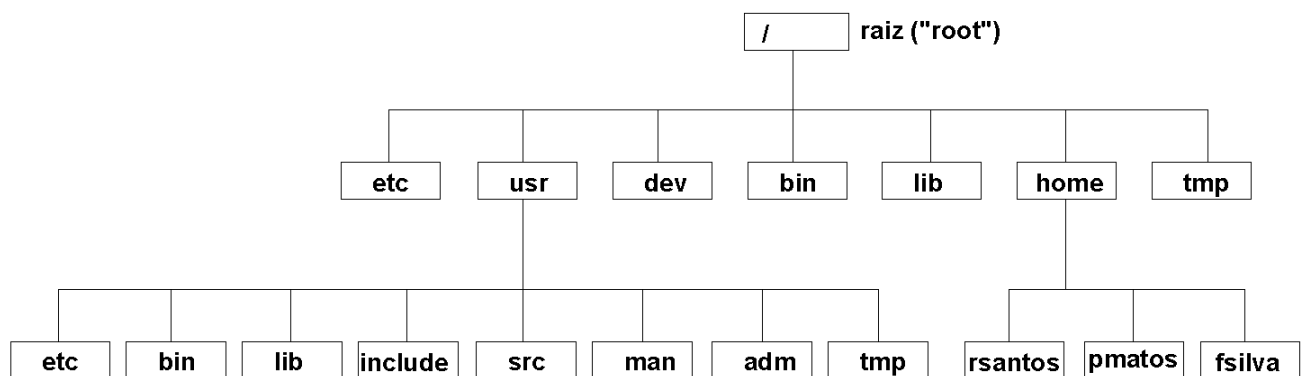 / raiz ("root")
etc usr dev bin lib home tmp
etc bin lib include src man adm tmp rsantos pmatos fsilva